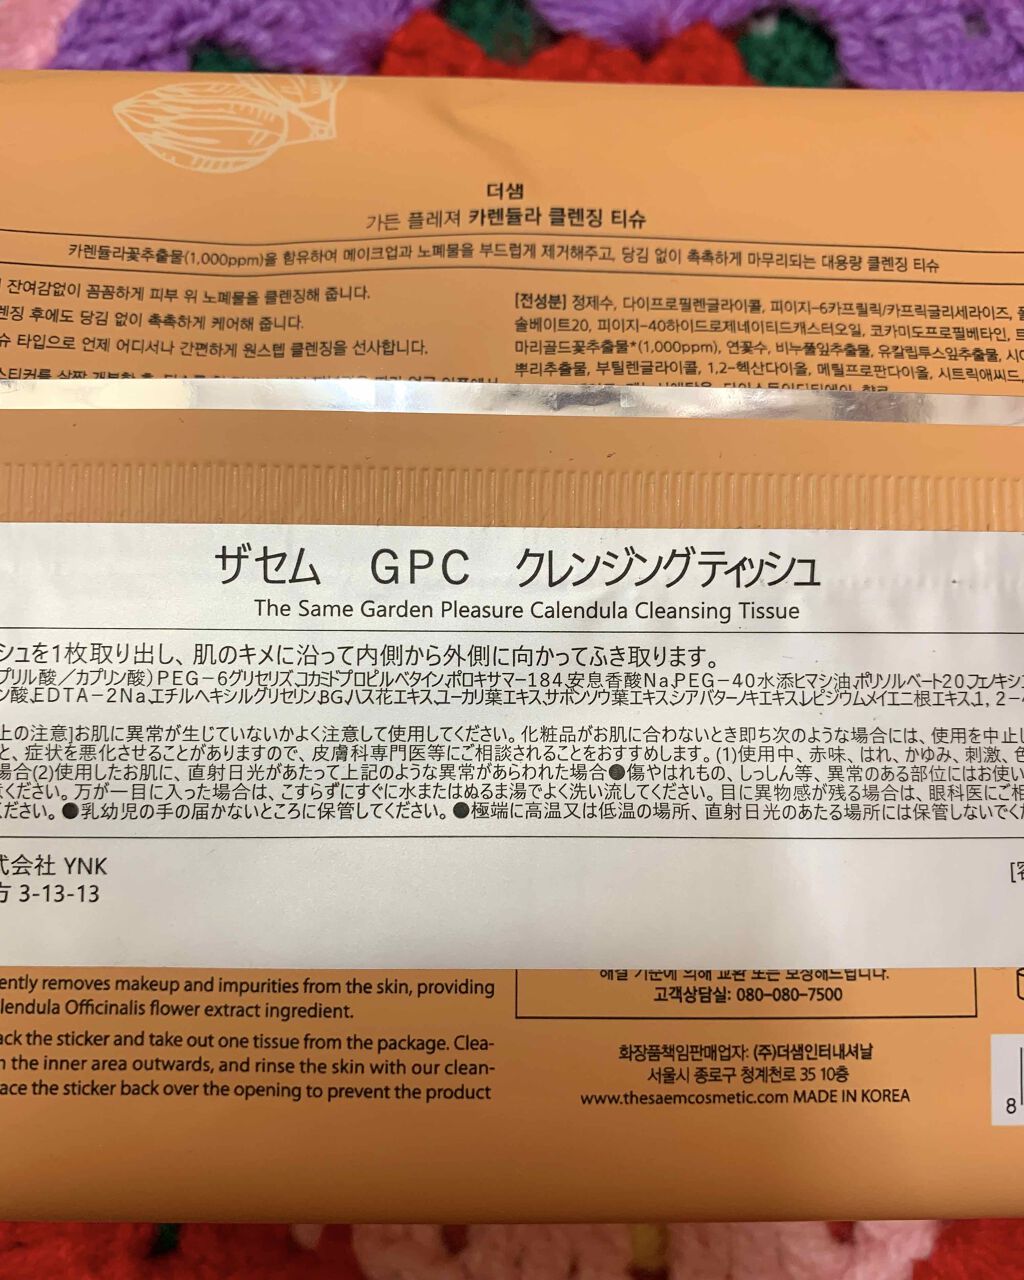 더샘
가든 플레져 카렌듈라 클렌징 티슈
카렌듈라꽃추출물(1,000ppm)을 함유하여 메이크업과 노폐물을 부드럽게 제거해주고, 당김 없이 촉촉하게 마무리되는 대용량 클렌징 티슈
잔여감없이 꼼꼼하게 피부 위 노폐물을 클렌징해 줍니다.
렌징 후에도 당김 없이 촉촉하게 케어해 줍니다.
슈 타입으로 언제 어디서나 간편하게 원스텝 클렌징을 선사합니다.
[전성분] 정제수, 다이프로필렌글라이콜, 피이지-6카프릴릭/카프릭글리세라이즈,
솔베이트20, 피이지-40하이드로제네이티드캐스터오일, 코카미도프로필베타인,
마리골드꽃추출물*(1,000ppm), 연꽃수, 비누풀잎추출물, 유칼립투스잎추출물,
뿌리추출물, 부틸렌글라이콜, 1,2-헥산다이올, 메틸프로판다이올, 시트릭애씨드,
ザセム GPC クレンジングティッシュ
The Same Garden Pleasure Calendula Cleansing Tissue
シュを1枚取り出し、肌のキメに沿って内側から外側に向かってふき取ります。
プリル酸／カプリン酸）PEG-6グリセリズ,コカミドプロピルベタイン,ポロキサマー184,安息香酸Na,PEG-40水添ヒマシ油,ポリソルベート20,フェノキシエ
ン酸,EDTA-2Na,エチルヘキシルグリセリン,BG,ハス花エキス,ユーカリ葉エキス,サボンソウ葉エキス,シアバターノキエキス,レピジウムメイエニ根エキス,1, 2-
上の注意]お肌に異常が生じていないかよく注意して使用してください。化粧品がお肌に合わないとき即ち次のような場合には、使用を中止し
と、症状を悪化させることがありますので、皮膚科専門医等にご相談されることをおすすめします。(1)使用中、赤味、はれ、かゆみ、刺激、色
場合(2)使用したお肌に、直射日光があたって上記のような異常があらわれた場合●傷やはれもの、しっしん等、異常のある部位にはお使い
意ください。万が一目に入った場合は、こすらずにすぐに水またはぬるま湯でよく洗い流してください。目に異物感が残る場合は、眼科医にご相
ださい。●乳幼児の手の届かないところに保管してください。●極端に高温又は低温の場所、直射日光のあたる場所には保管しないでくだ
式会社 YNK
方 3-13-13
[容
ently removes makeup and impurities from the skin, providing
lendula Officinalis flower extract ingredient.
ack the sticker and take out one tissue from the package. Clea-
n the inner area outwards, and rinse the skin with our clean-
ace the sticker back over the opening to prevent the product
해결 기준에 의해 교환 또는 보상해드립니다.
고객상담실: 080-080-7500
화장품책임판매업자: (주)더샘인터내셔날
서울시 종로구 청계천로 35 10층
www.thesaemcosmetic.com MADE IN KOREA
8